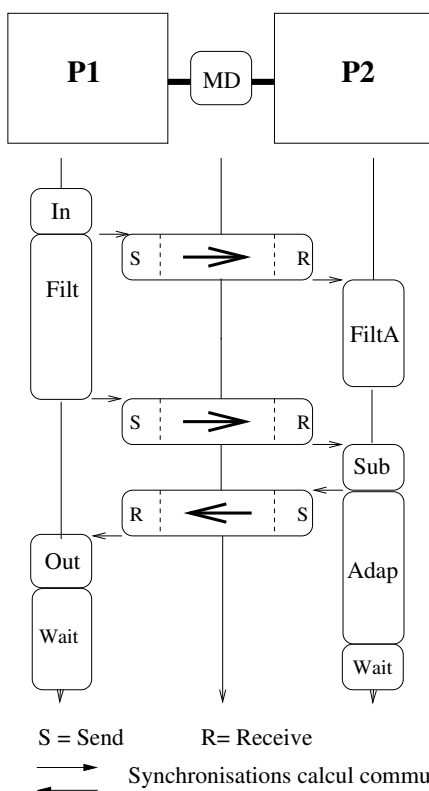 P1 MD P2
In
S R
Filt
FiltA
S R
Sub
R S
Out
Adap
Wait
Wait
S = Send R= Receive
Synchronisations calcul commu